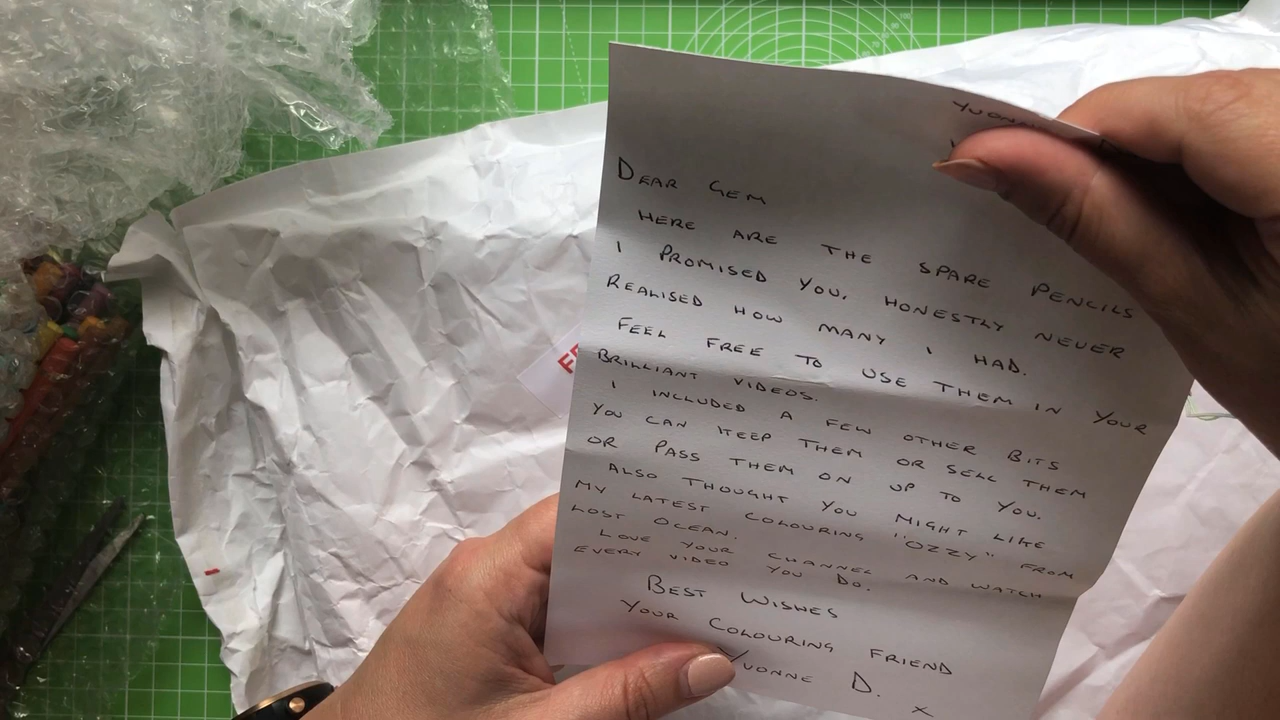 DEAR GEM
HERE ARE THE SPARE PENCILS
I PROMISED YOU. HONESTLY NEVER
REALISED HOW MANY I HAD.
FEEL FREE TO USE THEM IN YOUR
BRILLIANT VIDEOS.
I INCLUDED A FEW OTHER BITS
YOU CAN KEEP THEM OR SELL THEM
OR PASS THEM ON UP TO YOU.
ALSO THOUGHT YOU MIGHT LIKE
MY LATEST COLOURING "OZZY" FROM
LOST OCEAN.
LOVE YOUR CHANNEL AND WATCH
EVERY VIDEO YOU DO.
BEST WISHES
YOUR COLOURING FRIEND
YVONNE D.
X